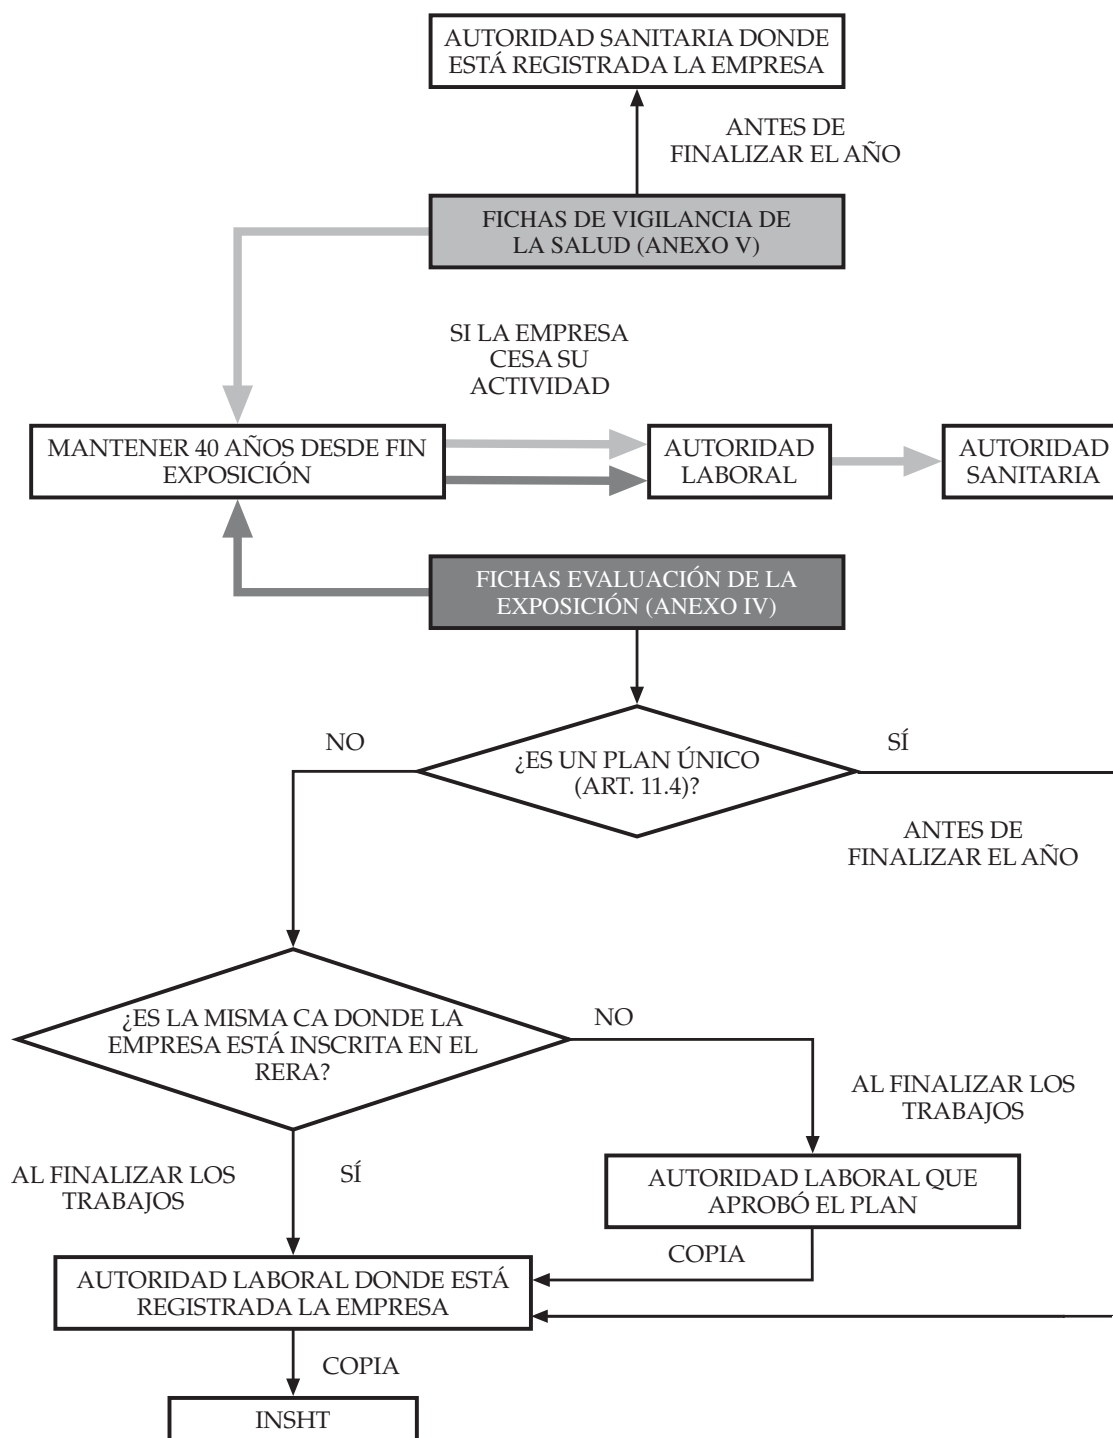 AUTORIDAD SANITARIA DONDE
ESTÁ REGISTRADA LA EMPRESA
ANTES DE
FINALIZAR EL AÑO
FICHAS DE VIGILANCIA DE
LA SALUD (ANEXO V)
SI LA EMPRESA
CESA SU
ACTIVIDAD
MANTENER 40 AÑOS DESDE FIN
EXPOSICIÓN
AUTORIDAD
LABORAL
AUTORIDAD
SANITARIA
FICHAS EVALUACIÓN DE LA
EXPOSICIÓN (ANEXO IV)
NO
¿ES UN PLAN ÚNICO
(ART. 11.4)?
SÍ
ANTES DE
FINALIZAR EL AÑO
¿ES LA MISMA CA DONDE LA
EMPRESA ESTÁ INSCRITA EN EL
RERA?
NO
AL FINALIZAR LOS
TRABAJOS
AL FINALIZAR LOS
TRABAJOS
SÍ
AUTORIDAD LABORAL QUE
APROBÓ EL PLAN
COPIA
AUTORIDAD LABORAL DONDE ESTÁ
REGISTRADA LA EMPRESA
COPIA
INSHT